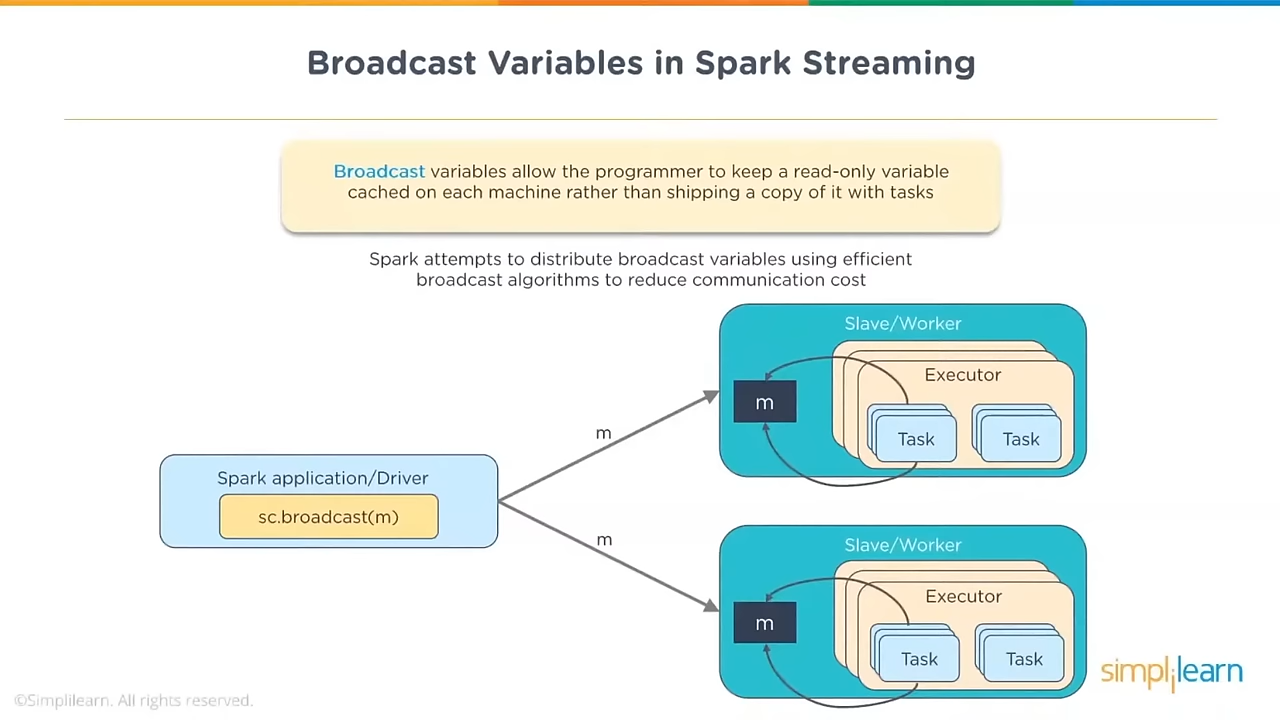 Broadcast Variables in Spark Streaming
Broadcast variables allow the programmer to keep a read-only variable
cached on each machine rather than shipping a copy of it with tasks
Spark attempts to distribute broadcast variables using efficient
broadcast algorithms to reduce communication cost
Slave/Worker
Executor
m
Task
Task
m
Spark application/Driver
sc.broadcast(m)
m
Slave/Worker
Executor
m
Task
Task
simplilearn
©Simplilearn. All rights reserved.